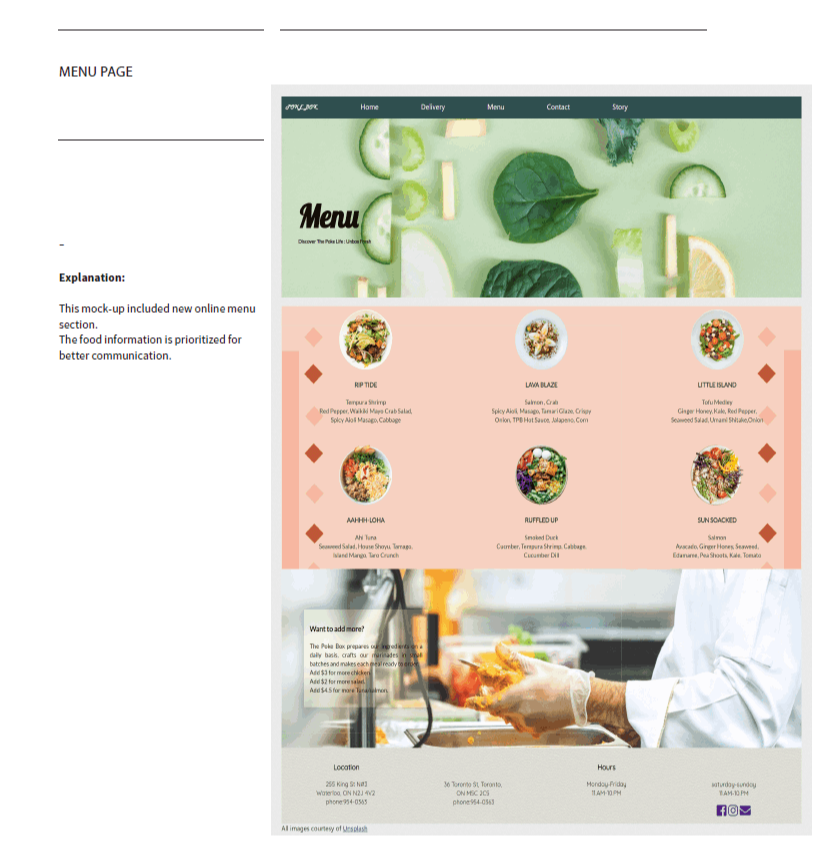 MENU PAGE
-
Explanation:
This mock-up included new online menu
section.
The food information is prioritized for
better communication.
POKE BOX
Home
Delivery
Menu
Contact
Story
Menu
Discover The Poke Life | Unbox Fresh
RIP TIDE
Tempura Shrimp
Red Pepper, Waikiki Mayo Crab Salad,
Spicy Aioli Masago, Cabbage
LAVA BLAZE
Salmon, Crab
Spicy Aioli, Masago, Tamari Glaze, Crispy
Onion, TPB Hot Sauce, Jalapeno, Corn
LITTLE ISLAND
Tofu Medley
Ginger Honey, Kale, Red Pepper,
Seaweed Salad, Umami Shitake,Onion
AAHHH-LOHA
Ahi Tuna
Seaweed Salad, House Shoyu, Tamago,
Island Mango, Taro Crunch
RUFFLED UP
Smoked Duck
Cucmber, Tempura Shrimp, Cabbage,
Cucumber Dill
SUN SOACKED
Salmon
Avocado, Ginger Honey, Seaweed,
Edamame, Pea Shoots, Kale, Tomato
Want to add more?
The Poke Box prepares our ingredients on a
daily basis, crafts our marinades in small
batches and makes each meal ready to order.
Add $3 for more chicken.
Add $2 for more salad.
Add $4.5 for more Tuna/salmon.
Location
255 King St N#3
Waterloo, ON N2J 4V2
phone:954-0363
36 Toronto St, Toronto,
ON M5C 2C5
phone:954-0363
Hours
Monday-Friday
11 AM-10 PM
saturday-sunday
11 AM-10 PM
All images courtesy of Unsplash